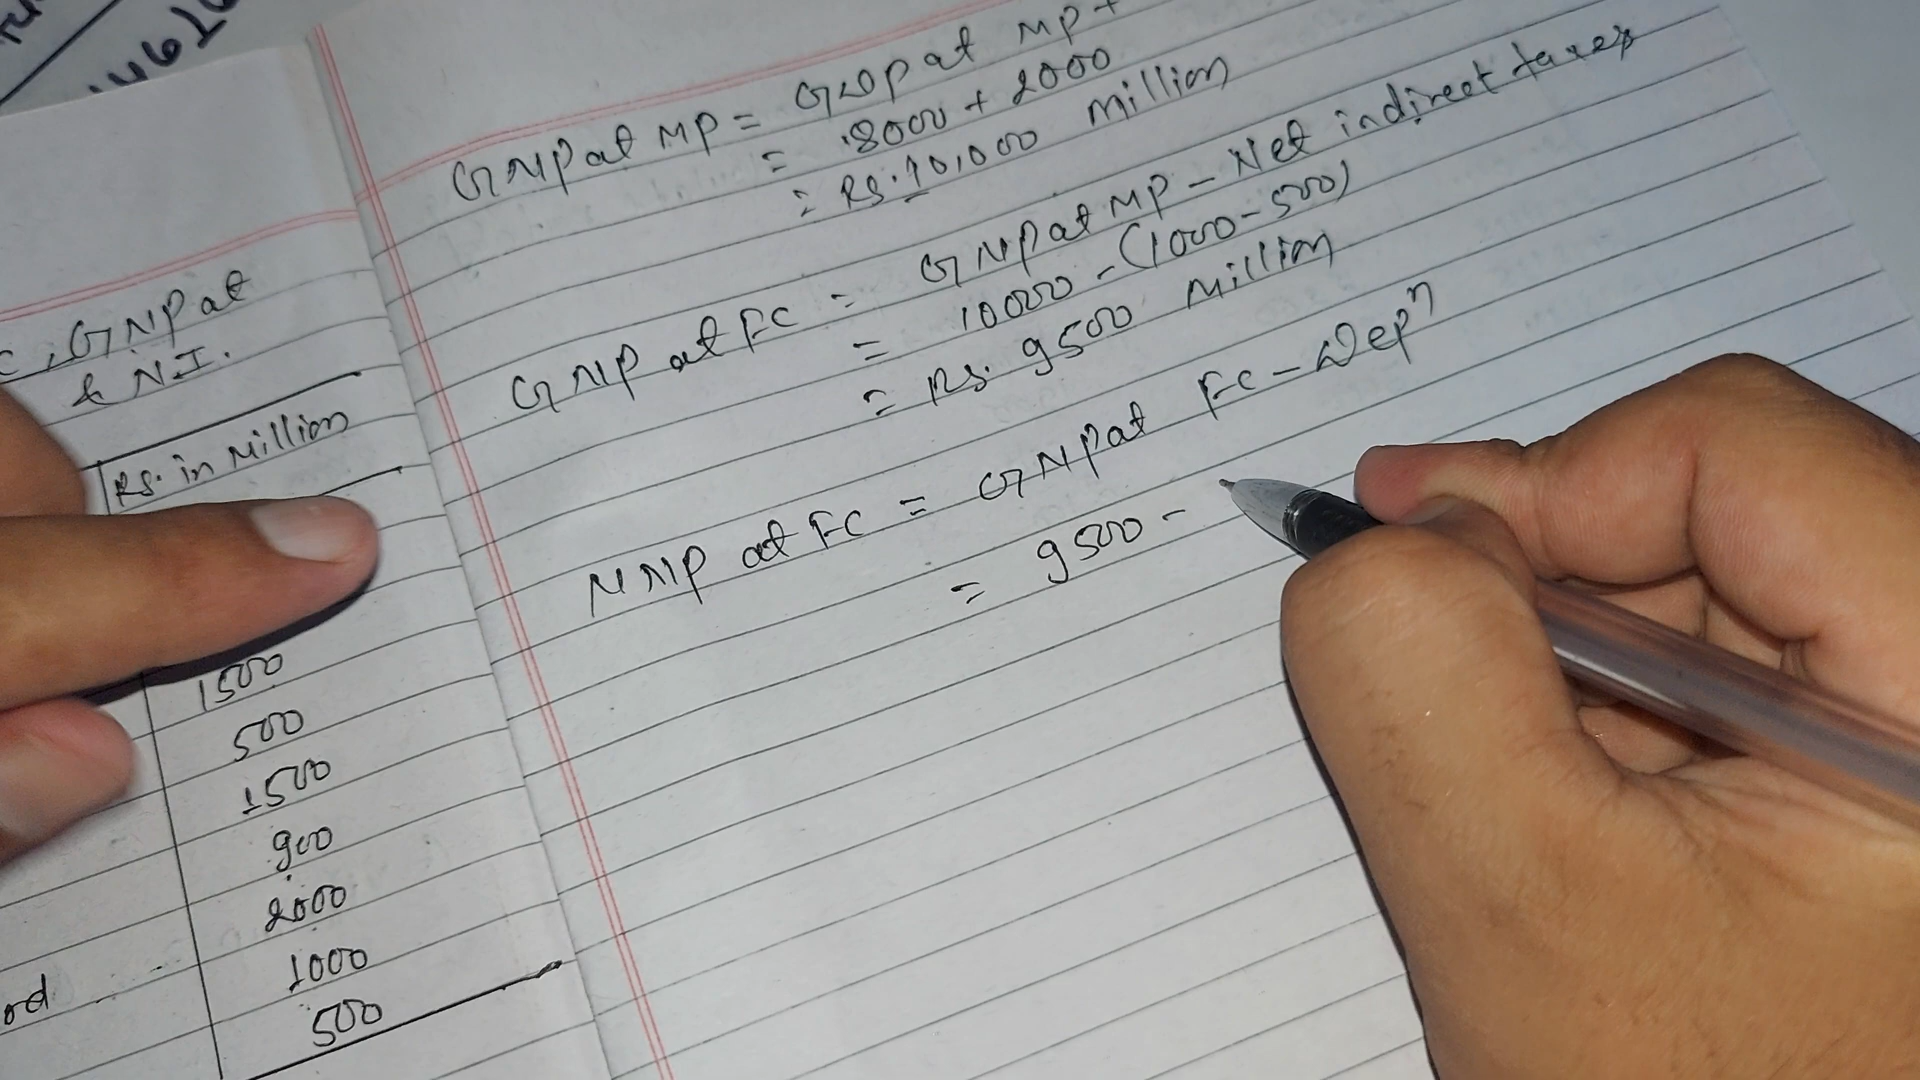 GNP at
& N.I.
Rs. in Million
1500
500
1500
900
2000
1000
ord
500
GNP at MP = GDP at MP +
= 8000 + 2000
= Rs. 10,000 Million
GNP at FC = GNP at MP - Net indirect taxes
= 10000 - (1000 - 500)
= Rs. 9500 Million
NNP at FC = GNP at FC - Depⁿ
= 9500 -